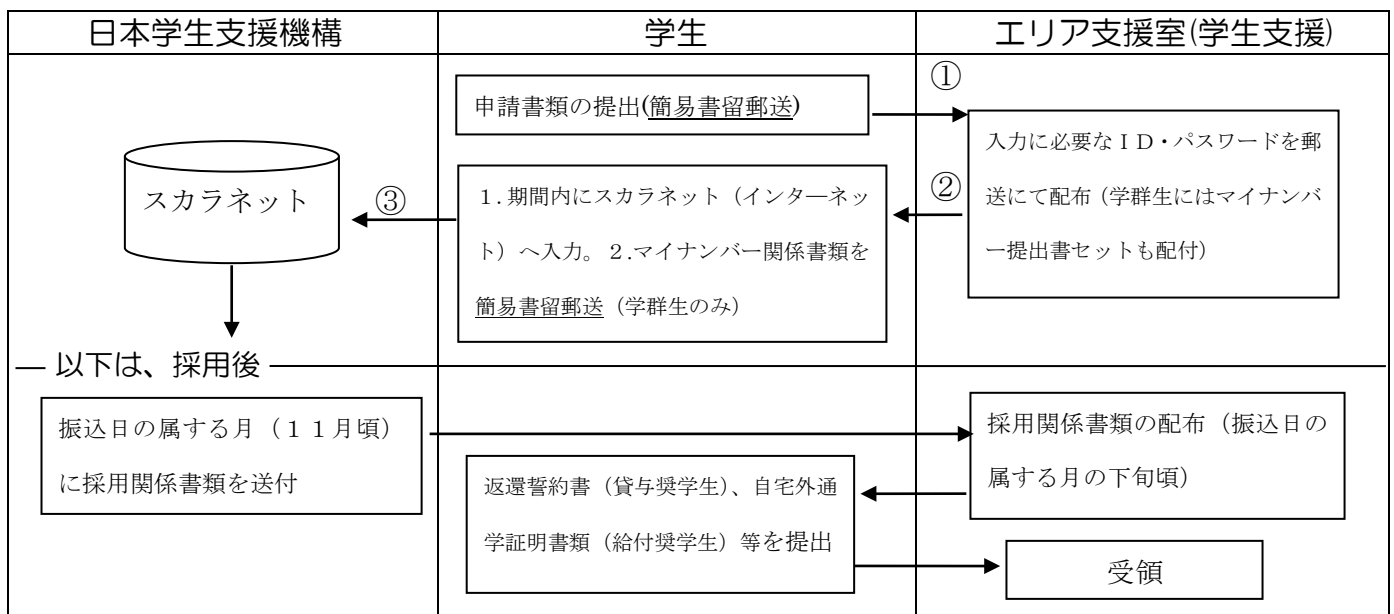 日本学生支援機構
学生
エリア支援室(学生支援)
申請書類の提出(簡易書留郵送)
①
入力に必要なＩＤ・パスワードを郵
送にて配布（学群生にはマイナンバ
ー提出書セットも配付）
②
１.期間内にスカラネット（インターネッ
ト）へ入力。２.マイナンバー関係書類を
簡易書留郵送（学群生のみ）
③
スカラネット
― 以下は、採用後
振込日の属する月（１１月頃）
に採用関係書類を送付
採用関係書類の配布（振込日の
属する月の下旬頃）
返還誓約書（貸与奨学生）、自宅外通
学証明書類（給付奨学生）等を提出
受領